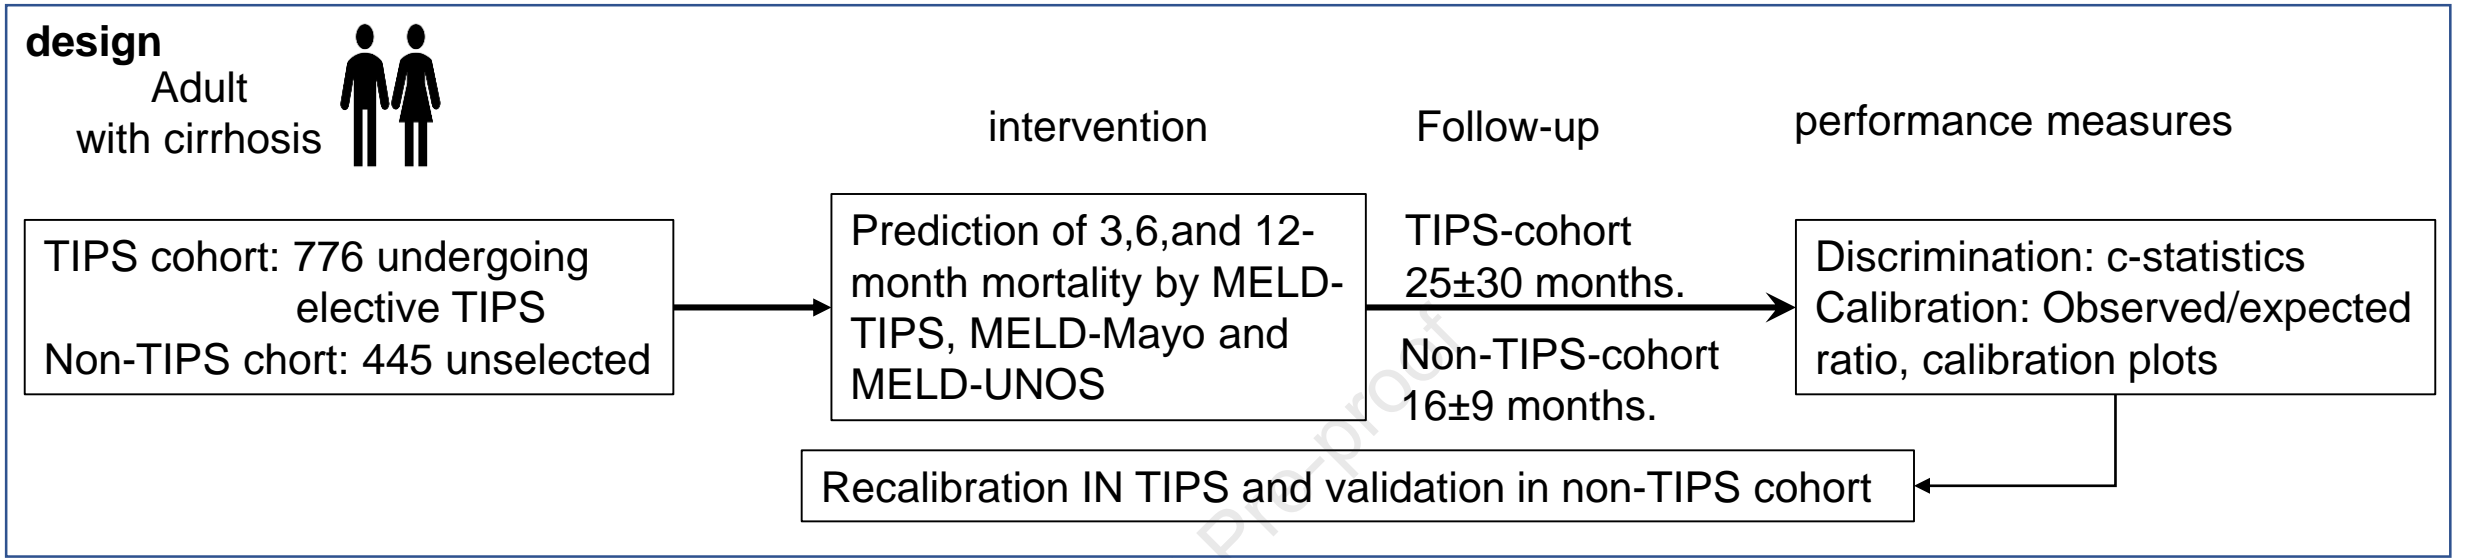 design
Adult
with cirrhosis
intervention
Follow-up
performance measures
TIPS cohort: 776 undergoing
elective TIPS
Non-TIPS chort: 445 unselected
Prediction of 3,6,and 12-
month mortality by MELD-
TIPS, MELD-Mayo and
MELD-UNOS
TIPS-cohort
25±30 months.
Non-TIPS-cohort
16±9 months.
Discrimination: c-statistics
Calibration: Observed/expected
ratio, calibration plots
Recalibration IN TIPS and validation in non-TIPS cohort
Pre-proof